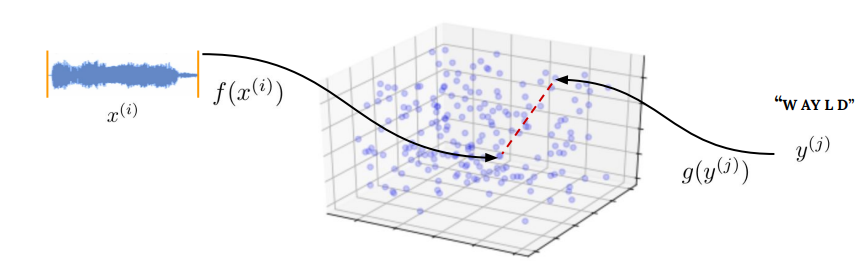 x^{(i)}
f(x^{(i)})
"W AY L D"
y^{(j)}
g(y^{(j)})